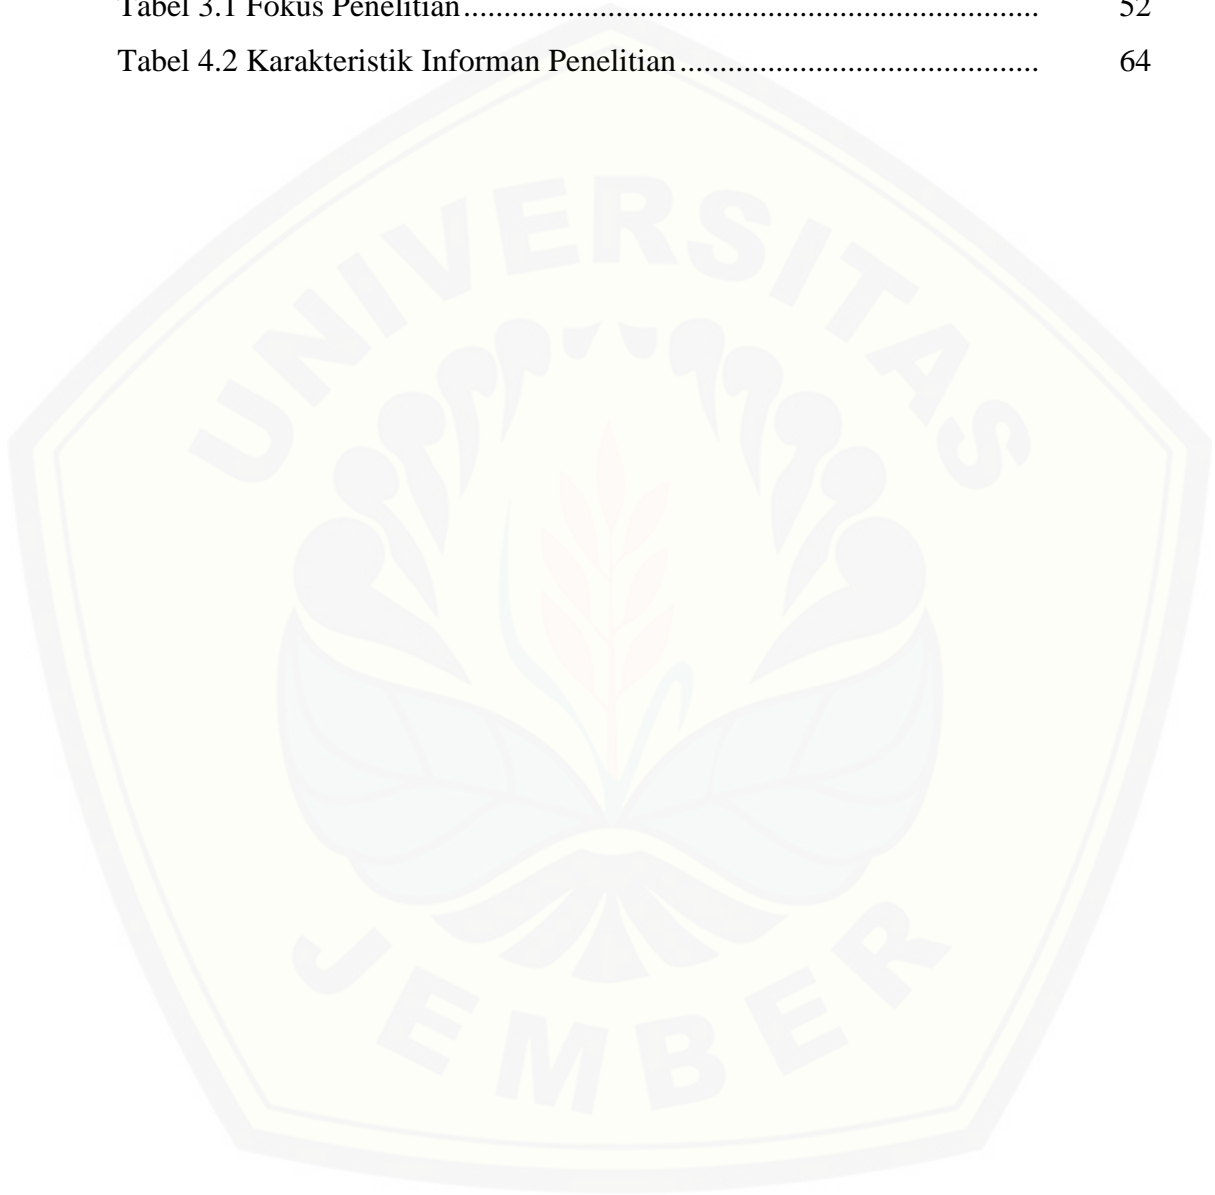 Tabel 3.1 Fokus Penelitian....................................................................... 52
Tabel 4.2 Karakteristik Informan Penelitian............................................ 64
UNIVERSITAS
JEMBER